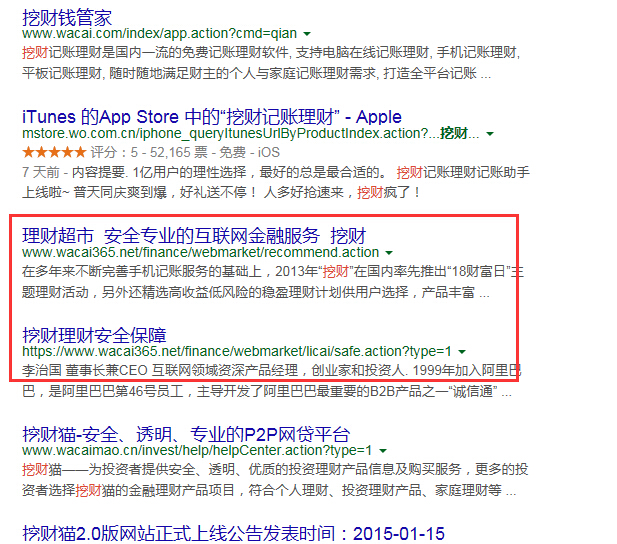 挖财钱管家
www.wacai.com/index/app.action?cmd=qian
挖财记账理财是国内一流的免费记账理财软件, 支持电脑在线记账理财, 手机记账理财,
平板记账理财, 随时随地满足财主的个人与家庭记账理财需求, 打造全平台记账 ...
iTunes 的App Store 中的“挖财记账理财” - Apple
mstore.wo.com.cn/iphone_queryItunesUrlByProductIndex.action?...挖财...
★★★★★ 评分：5 - 52,165 票 - 免费 - iOS
7 天前 - 内容提要. 1亿用户的理性选择，最好的总是最合适的。 挖财记账理财记账助手
上线啦~ 普天同庆爽到爆，好礼送不停！ 人多好抢速来，挖财疯了！
理财超市 安全专业的互联网金融服务 挖财
www.wacai365.net/finance/webmarket/recommend.action
在多年来不断完善手机记账服务的基础上，2013年“挖财”在国内率先推出“18财富日”主
题理财活动，另外还精选高收益低风险的稳盈理财计划供用户选择，产品丰富 ...
挖财理财安全保障
https://www.wacai365.net/finance/webmarket/licai/safe.action?type=1
李治国 董事长兼CEO 互联网领域资深产品经理，创业家和投资人. 1999年加入阿里巴
巴，是阿里巴巴第46号员工，主导开发了阿里巴巴最重要的B2B产品之一“诚信通” ...
挖财猫-安全、透明、专业的P2P网贷平台
www.wacaimao.cn/invest/help/helpCenter.action?type=1
挖财猫——为投资者提供安全、透明、优质的投资理财产品信息及购买服务，更多的投
资者选择挖财猫的金融理财产品项目，符合个人理财、投资理财产品、家庭理财等 ...
挖财猫2.0版网站正式上线公告发表时间：2015-01-15